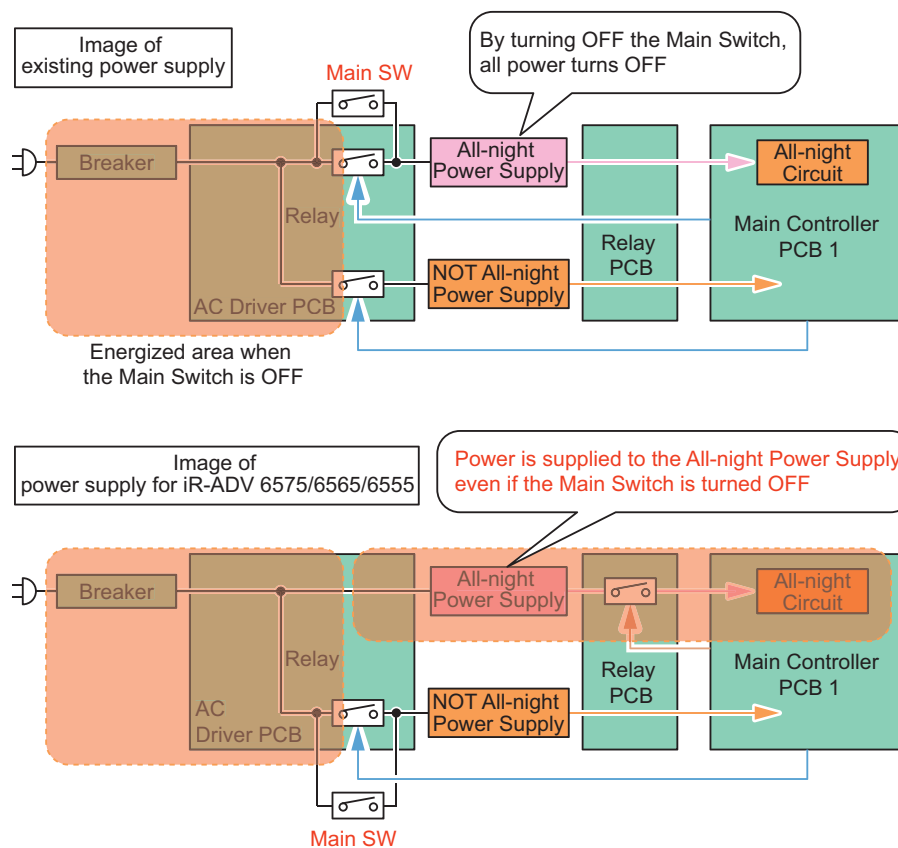 Image of
existing power supply
By turning OFF the Main Switch,
all power turns OFF
Main SW
Breaker
All-night
Power Supply
All-night
Circuit
Relay
Relay
PCB
Main Controller
PCB 1
AC Driver PCB
NOT All-night
Power Supply
Energized area when
the Main Switch is OFF
Image of
power supply for iR-ADV 6575/6565/6555
Power is supplied to the All-night Power Supply
even if the Main Switch is turned OFF
Breaker
All-night
Power Supply
All-night
Circuit
Relay
Relay
PCB
Main Controller
PCB 1
AC
Driver PCB
NOT All-night
Power Supply
Main SW